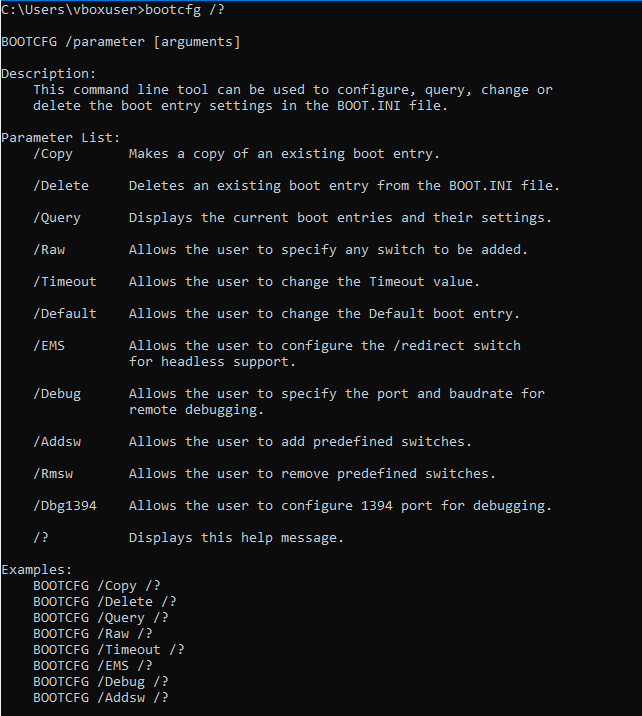 C:\Users\vboxuser>bootcfg /?
BOOTCFG /parameter [arguments]
Description:
This command line tool can be used to configure, query, change or
delete the boot entry settings in the BOOT.INI file.
Parameter List:
/Copy Makes a copy of an existing boot entry.
/Delete Deletes an existing boot entry from the BOOT.INI file.
/Query Displays the current boot entries and their settings.
/Raw Allows the user to specify any switch to be added.
/Timeout Allows the user to change the Timeout value.
/Default Allows the user to change the Default boot entry.
/EMS Allows the user to configure the /redirect switch
for headless support.
/Debug Allows the user to specify the port and baudrate for
remote debugging.
/Addsw Allows the user to add predefined switches.
/Rmsw Allows the user to remove predefined switches.
/Dbg1394 Allows the user to configure 1394 port for debugging.
/? Displays this help message.
Examples:
BOOTCFG /Copy /?
BOOTCFG /Delete /?
BOOTCFG /Query /?
BOOTCFG /Raw /?
BOOTCFG /Timeout /?
BOOTCFG /EMS /?
BOOTCFG /Debug /?
BOOTCFG /Addsw /?